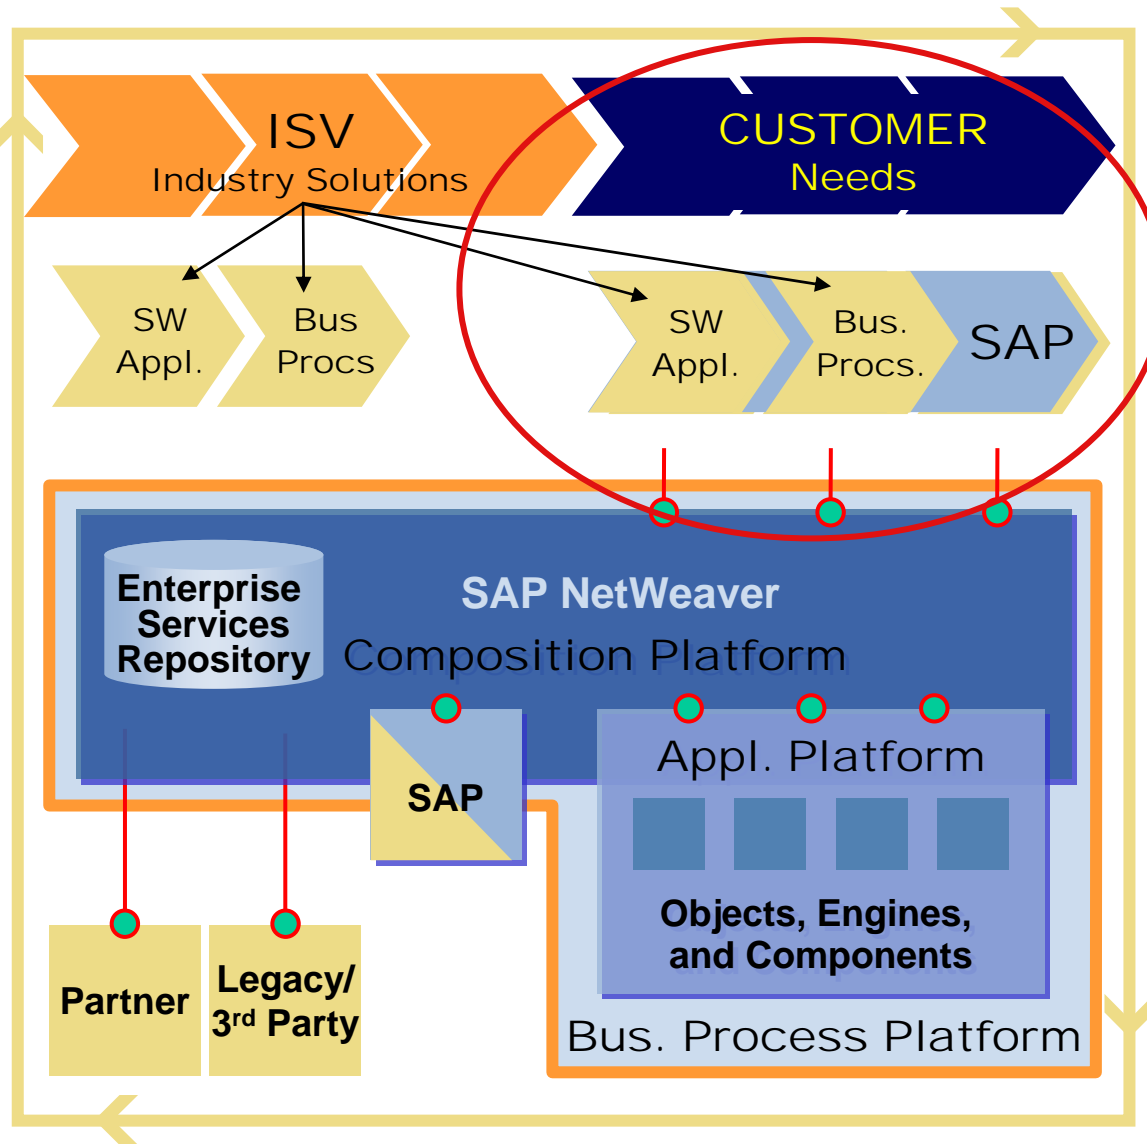 ISV
Industry Solutions
CUSTOMER
Needs
SW
Appl.
Bus
Procs
SW
Appl.
Bus.
Procs.
SAP
Enterprise
Services
Repository
SAP NetWeaver
Composition Platform
SAP
Appl. Platform
Objects, Engines,
and Components
Partner
Legacy/
3rd Party
Bus. Process Platform